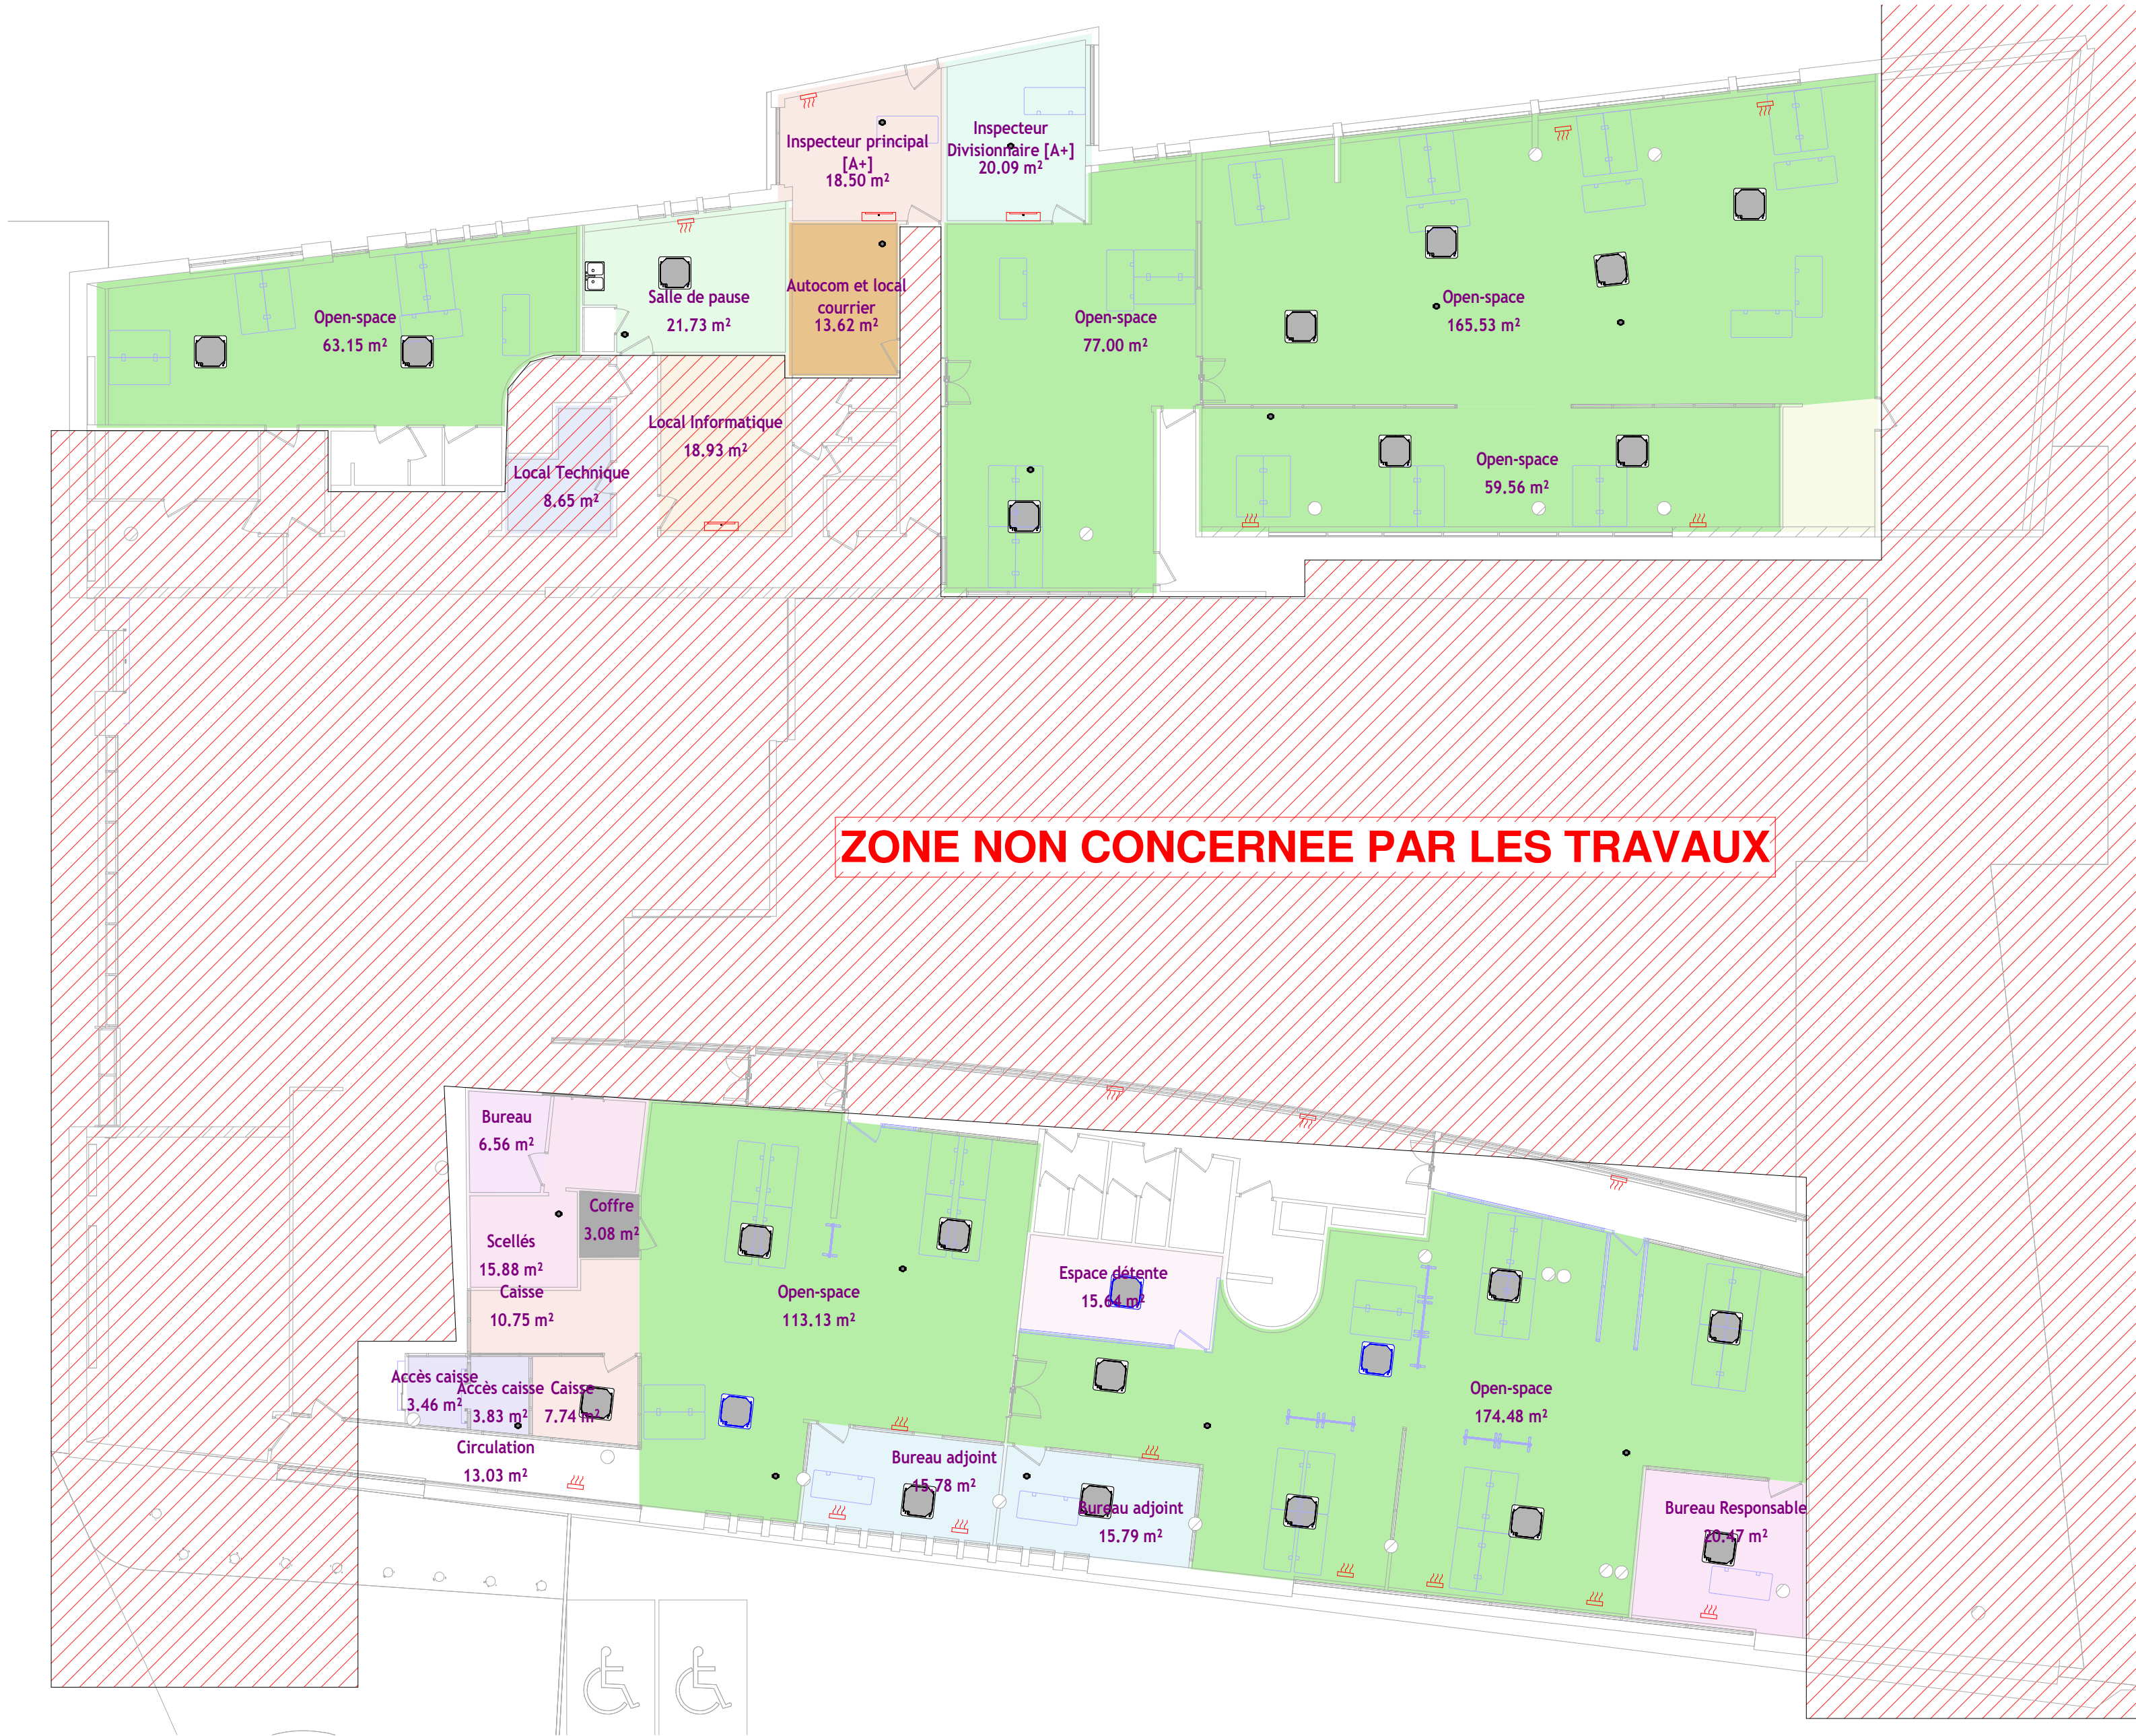 Inspecteur principal
[A+]
18.50 m²
Inspecteur
Divisionnaire [A+]
20.09 m²
Open-space
63.15 m²
Salle de pause
21.73 m²
Autocom et local
courrier
13.62 m²
Open-space
77.00 m²
Open-space
165.53 m²
Local Informatique
18.93 m²
Local Technique
8.65 m²
Open-space
59.56 m²
ZONE NON CONCERNEE PAR LES TRAVAUX
Bureau
6.56 m²
Coffre
3.08 m²
Scellés
15.88 m²
Caisse
10.75 m²
Open-space
113.13 m²
Espace détente
15.64 m²
Accès caisse
3.46 m²
Accès caisse
3.83 m²
Caisse
7.74 m²
Open-space
174.48 m²
Circulation
13.03 m²
Bureau adjoint
15.78 m²
Bureau adjoint
15.79 m²
Bureau Responsable
20.47 m²